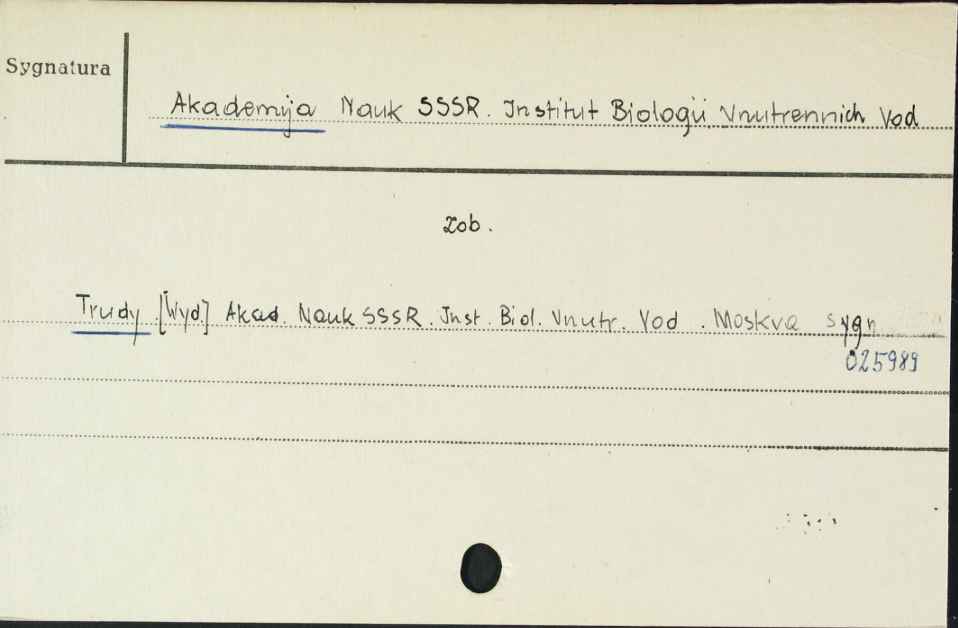 Sygnatura
Akademija Nauk SSSR. Institut Biologii Vnutrennich Vod
Zob.
Trudy [Wyd.] Akad. Nauk SSSR. Inst. Biol. Vnutr. Vod. Moskva sygn
025989